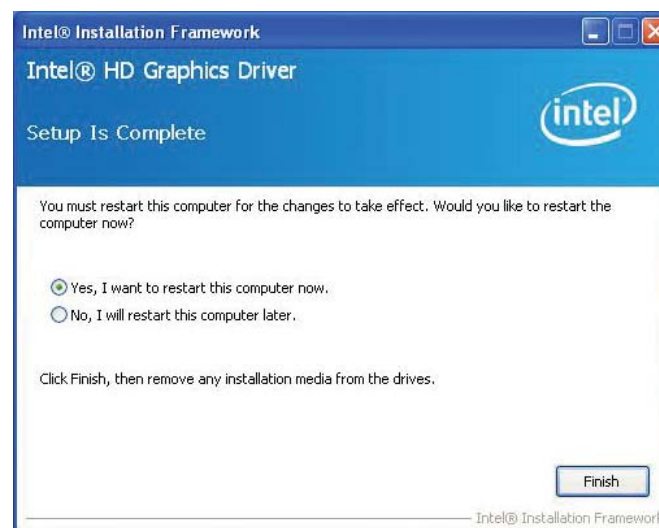 Intel® Installation Framework
Intel® HD Graphics Driver
intel
Setup Is Complete
You must restart this computer for the changes to take effect. Would you like to restart the
computer now?
Yes, I want to restart this computer now.
No, I will restart this computer later.
Click Finish, then remove any installation media from the drives.
Finish
Intel® Installation Framework